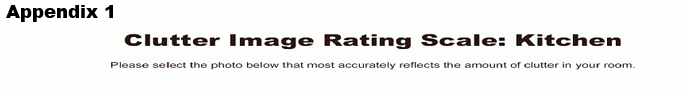 Appendix 1
Clutter Image Rating Scale: Kitchen
Please select the photo below that most accurately reflects the amount of clutter in your room.